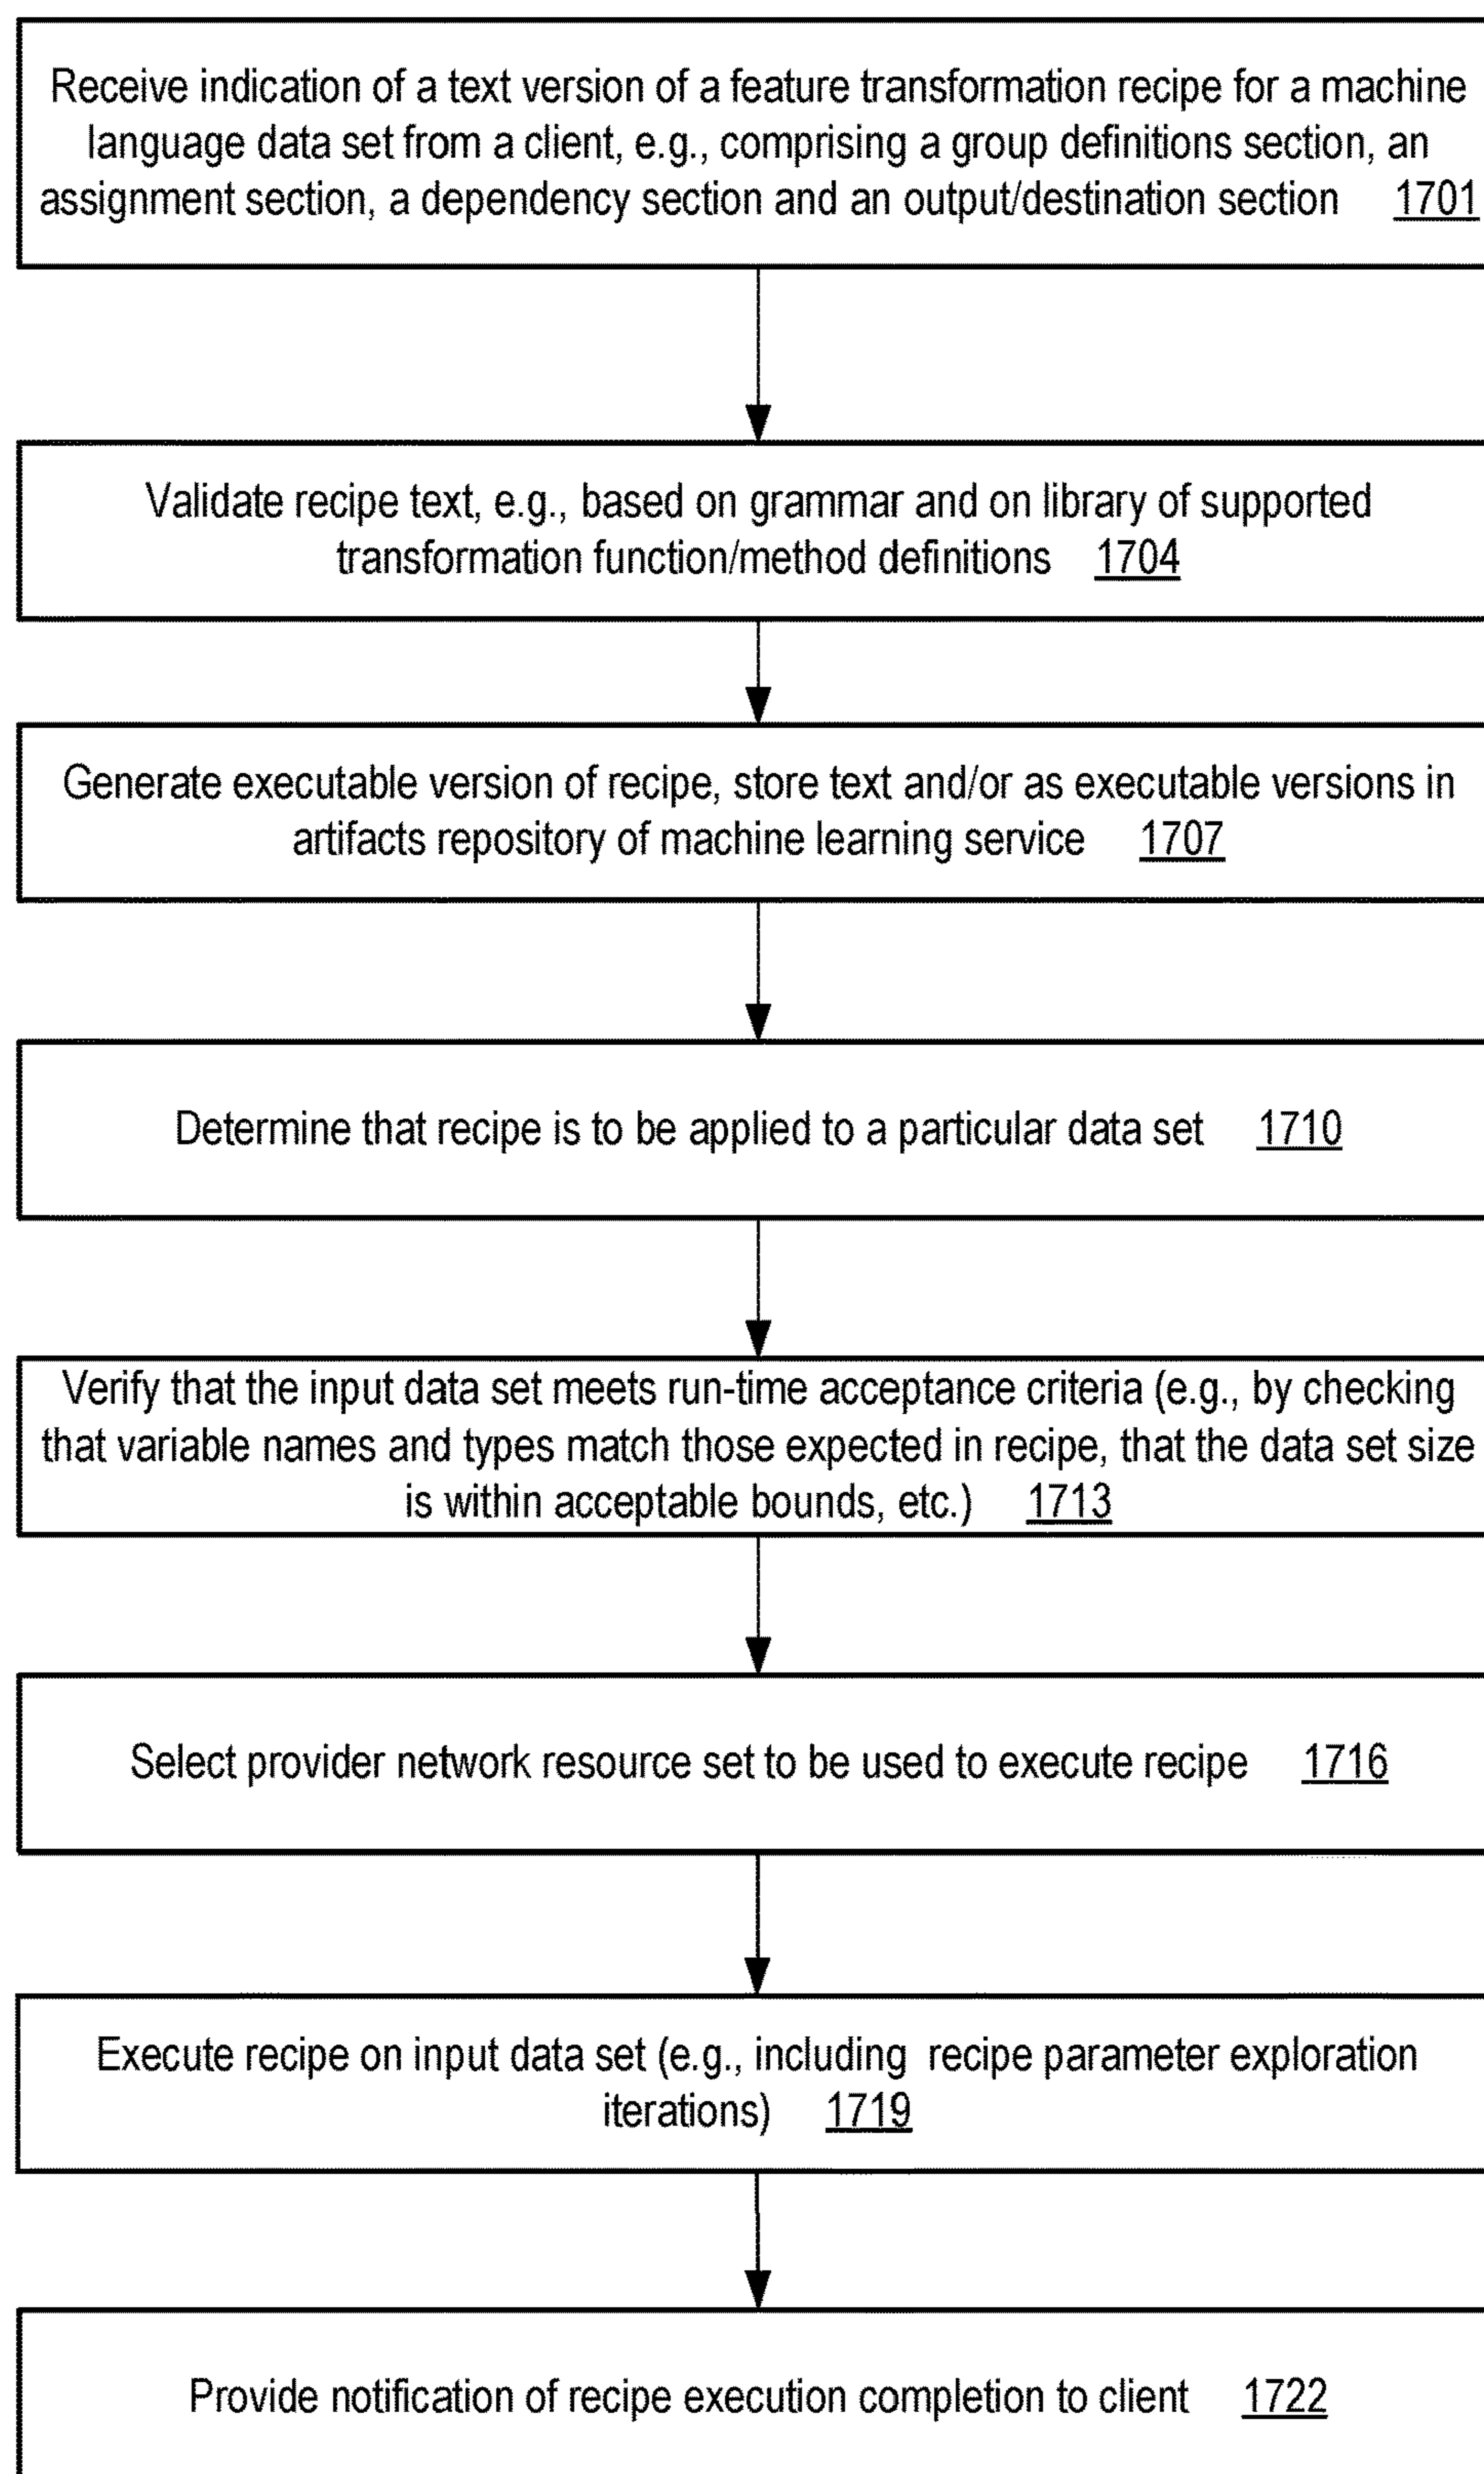 Receive indication of a text version of a feature transformation recipe for a machine
language data set from a client, e.g., comprising a group definitions section, an
assignment section, a dependency section and an output/destination section 1701
Validate recipe text, e.g., based on grammar and on library of supported
transformation function/method definitions 1704
Generate executable version of recipe, store text and/or as executable versions in
artifacts repository of machine learning service 1707
Determine that recipe is to be applied to a particular data set 1710
Verify that the input data set meets run-time acceptance criteria (e.g., by checking
that variable names and types match those expected in recipe, that the data set size
is within acceptable bounds, etc.) 1713
Select provider network resource set to be used to execute recipe 1716
Execute recipe on input data set (e.g., including recipe parameter exploration
iterations) 1719
Provide notification of recipe execution completion to client 1722